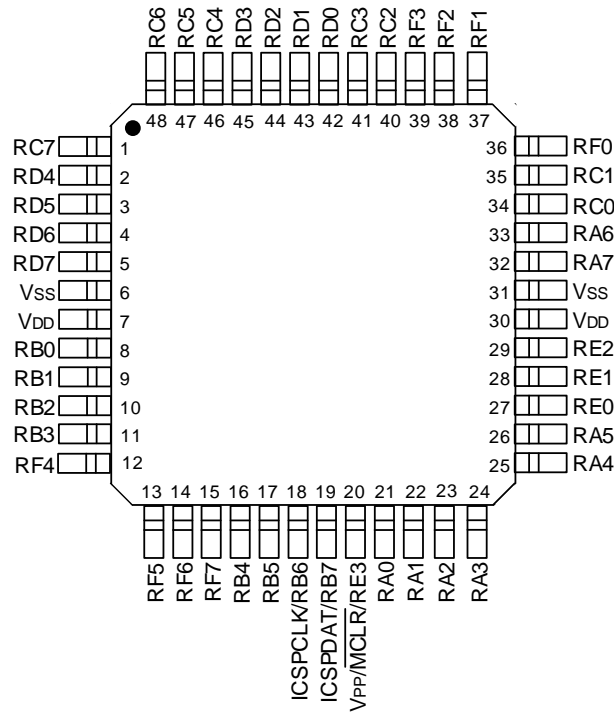 RC6
RC5
RC4
RD3
RD2
RD1
RD0
RC3
RC2
RF3
RF2
RF1
48
47
46
45
44
43
42
41
40
39
38
37
RC7
1
RD4
2
RD5
3
RD6
4
RD7
5
VSS
6
VDD
7
RB0
8
RB1
9
RB2
10
RB3
11
RF4
12
36
RF0
35
RC1
34
RC0
33
RA6
32
RA7
31
VSS
30
VDD
29
RE2
28
RE1
27
RE0
26
RA5
25
RA4
13
14
15
16
17
18
19
20
21
22
23
24
RF5
RF6
RF7
RB4
RB5
ICSPCLK/RB6
ICSPDAT/RB7
VPP/MCLR/RE3
RA0
RA1
RA2
RA3